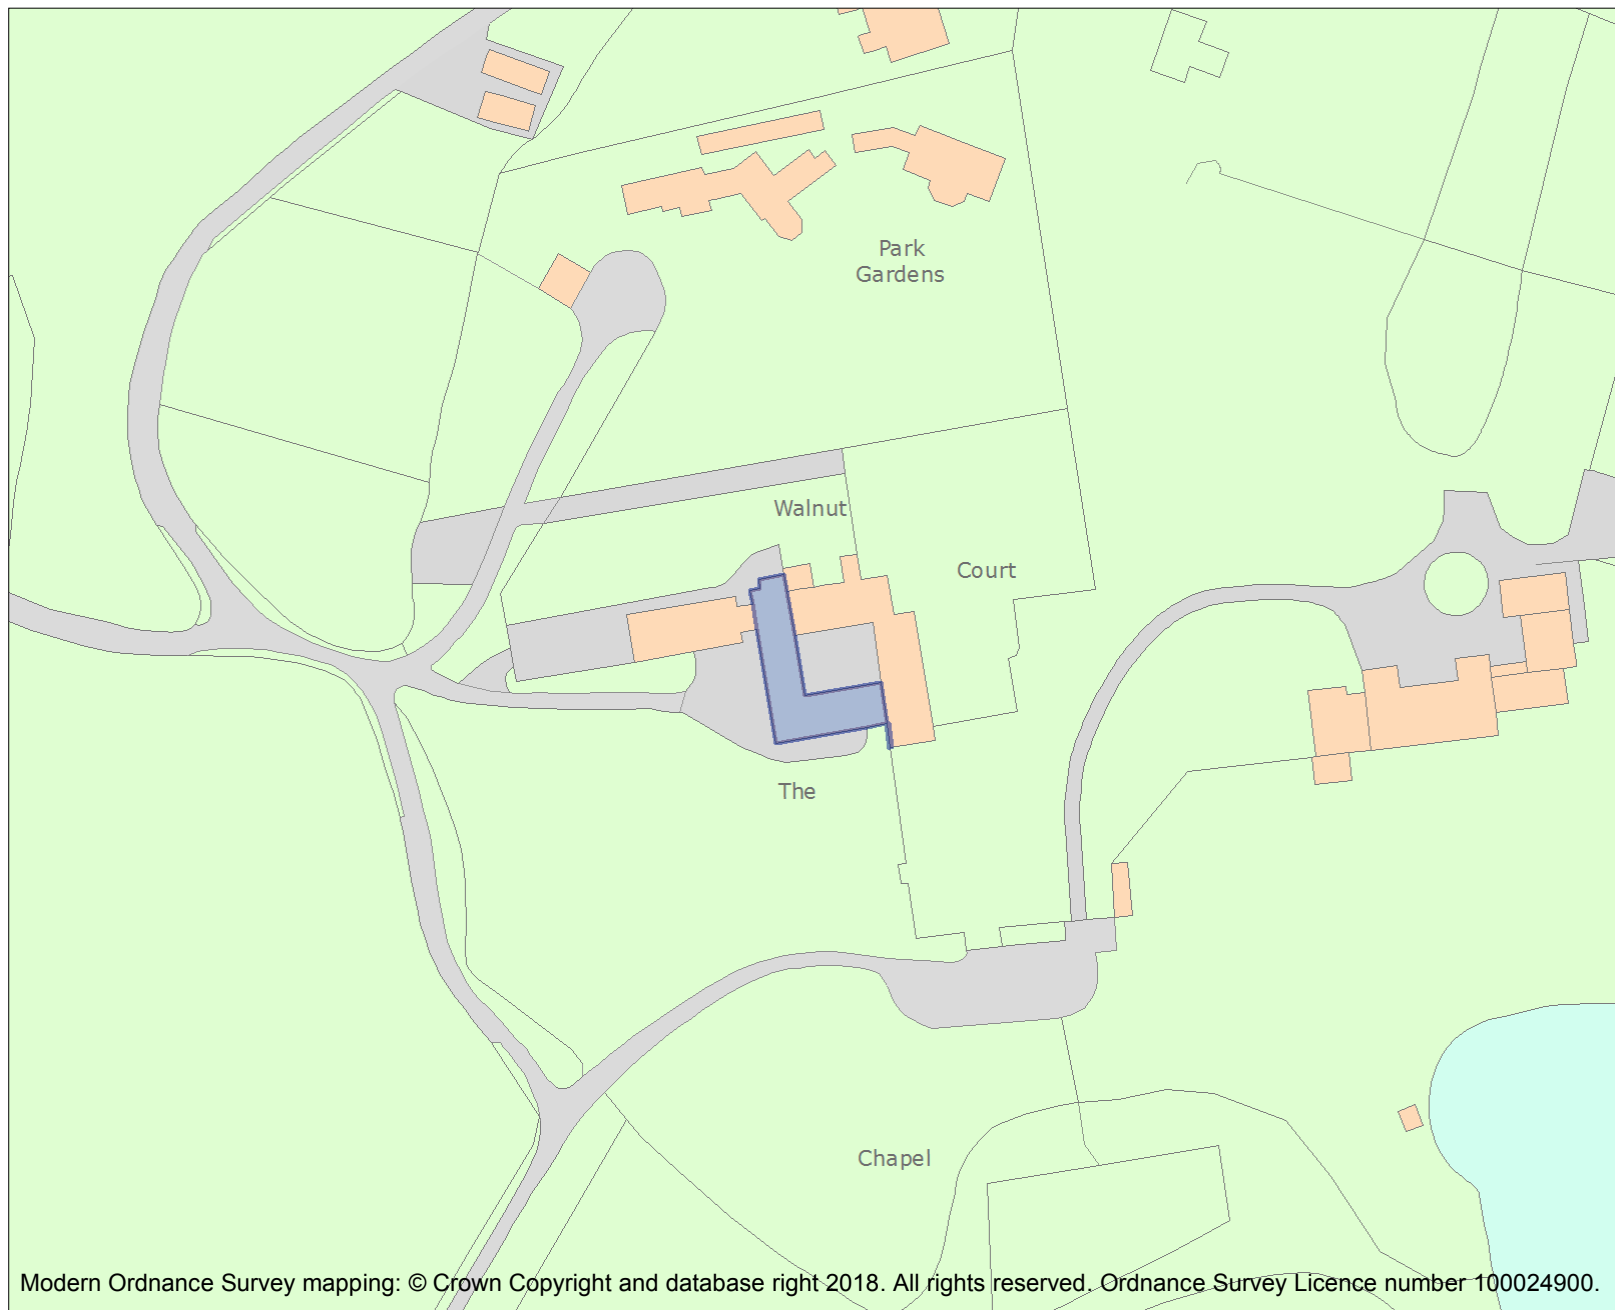 Park
Gardens
Walnut
Court
The
Chapel
Modern Ordnance Survey mapping: © Crown Copyright and database right 2018. All rights reserved. Ordnance Survey Licence number 100024900.